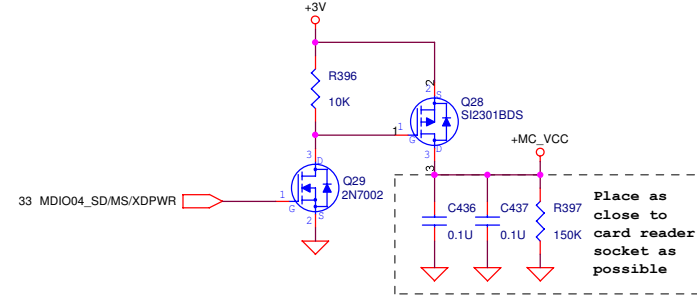 +3V
R396
10K
2
2
S
Q28
SI2301BDS
1
1
G
D
3
3
+MC_VCC
3
D
Q29
2N7002
33 MDIO04_SD/MS/XDPWR
1
G
S
2
C436
0.1U
C437
0.1U
R397
150K
Place as
close to
card reader
socket as
possible